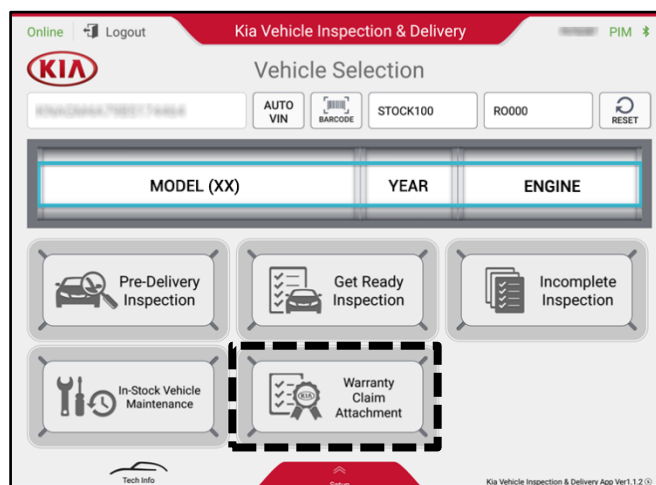 Online Logout Kia Vehicle Inspection & Delivery PIM
KIA Vehicle Selection
AUTO VIN BARCODE STOCK100 RO000 RESET
MODEL (XX) YEAR ENGINE
Pre-Delivery
Inspection
Get Ready
Inspection
Incomplete
Inspection
In-Stock Vehicle
Maintenance
KIA
Warranty
Claim
Attachment
Tech Info
Setup
Kia Vehicle Inspection & Delivery App Ver1.1.2